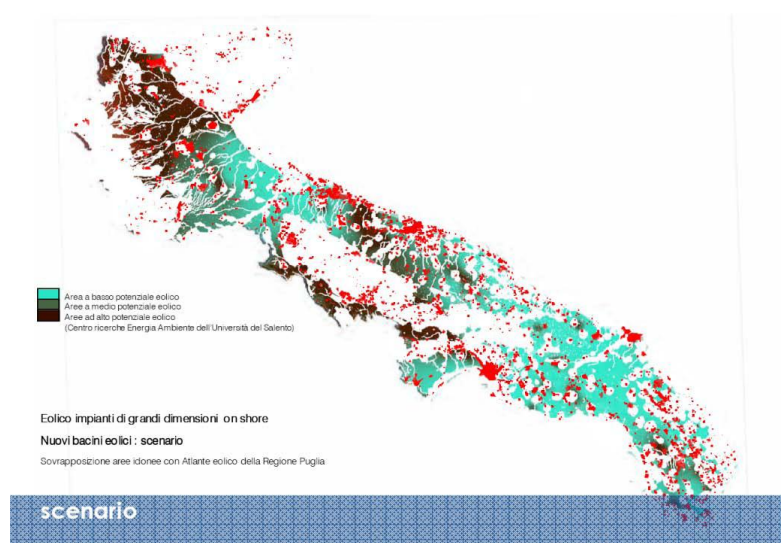 Area a basso potenziale eolico
Aree a medio potenziale eolico
Aree ad alto potenziale eolico
(Centro ricerche Energia Ambiente dell'Università del Salento)
Eolico impianti di grandi dimensioni on shore
Nuovi bacini eolici : scenario
Sovrapposizione aree idonee con Atlante eolico della Regione Puglia
scenario